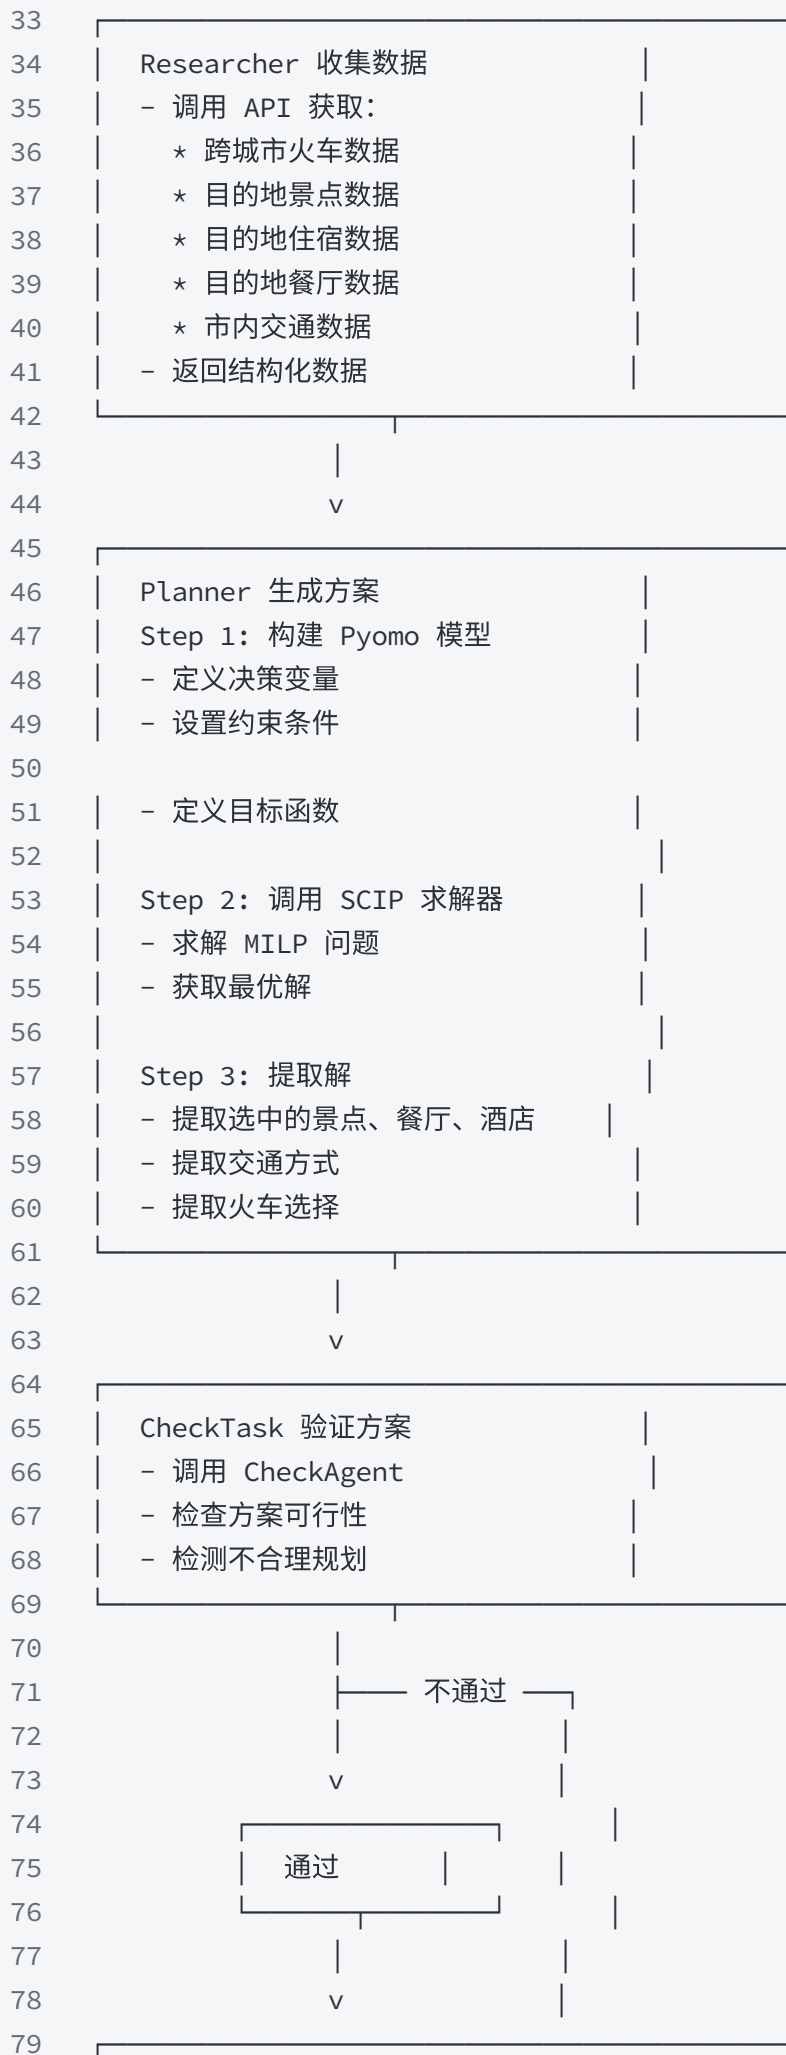 33 ┌──────────────────────────────────────────
34 │  Researcher 收集数据                │
35 │  - 调用 API 获取:                   │
36 │    * 跨城市火车数据                 │
37 │    * 目的地景点数据                 │
38 │    * 目的地住宿数据                 │
39 │    * 目的地餐厅数据                 │
40 │    * 市内交通数据                   │
41 │  - 返回结构化数据                   │
42 └──────────────────┬───────────────────────
43                │
44                v
45 ┌──────────────────────────────────────────
46 │  Planner 生成方案                   │
47 │  Step 1: 构建 Pyomo 模型            │
48 │  - 定义决策变量                     │
49 │  - 设置约束条件                     │
50
51 │  - 定义目标函数                     │
52 │                                     │
53 │  Step 2: 调用 SCIP 求解器           │
54 │  - 求解 MILP 问题                   │
55 │  - 获取最优解                       │
56 │                                     │
57 │  Step 3: 提取解                     │
58 │  - 提取选中的景点、餐厅、酒店       │
59 │  - 提取交通方式                     │
60 │  - 提取火车选择                     │
61 └──────────────────┬───────────────────────
62                │
63                v
64 ┌──────────────────────────────────────────
65 │  CheckTask 验证方案                 │
66 │  - 调用 CheckAgent                  │
67 │  - 检查方案可行性                   │
68 │  - 检测不合理规划                   │
69 └──────────────────┬───────────────────────
70                │
71                ├──── 不通过 ───┐
72                │               │
73                v               │
74          ┌────────────────┐       │
75          │  通过       │       │
76          └───────┬────────┘       │
77                │               │
78                v               │
79 ┌──────────────────────────────────────────